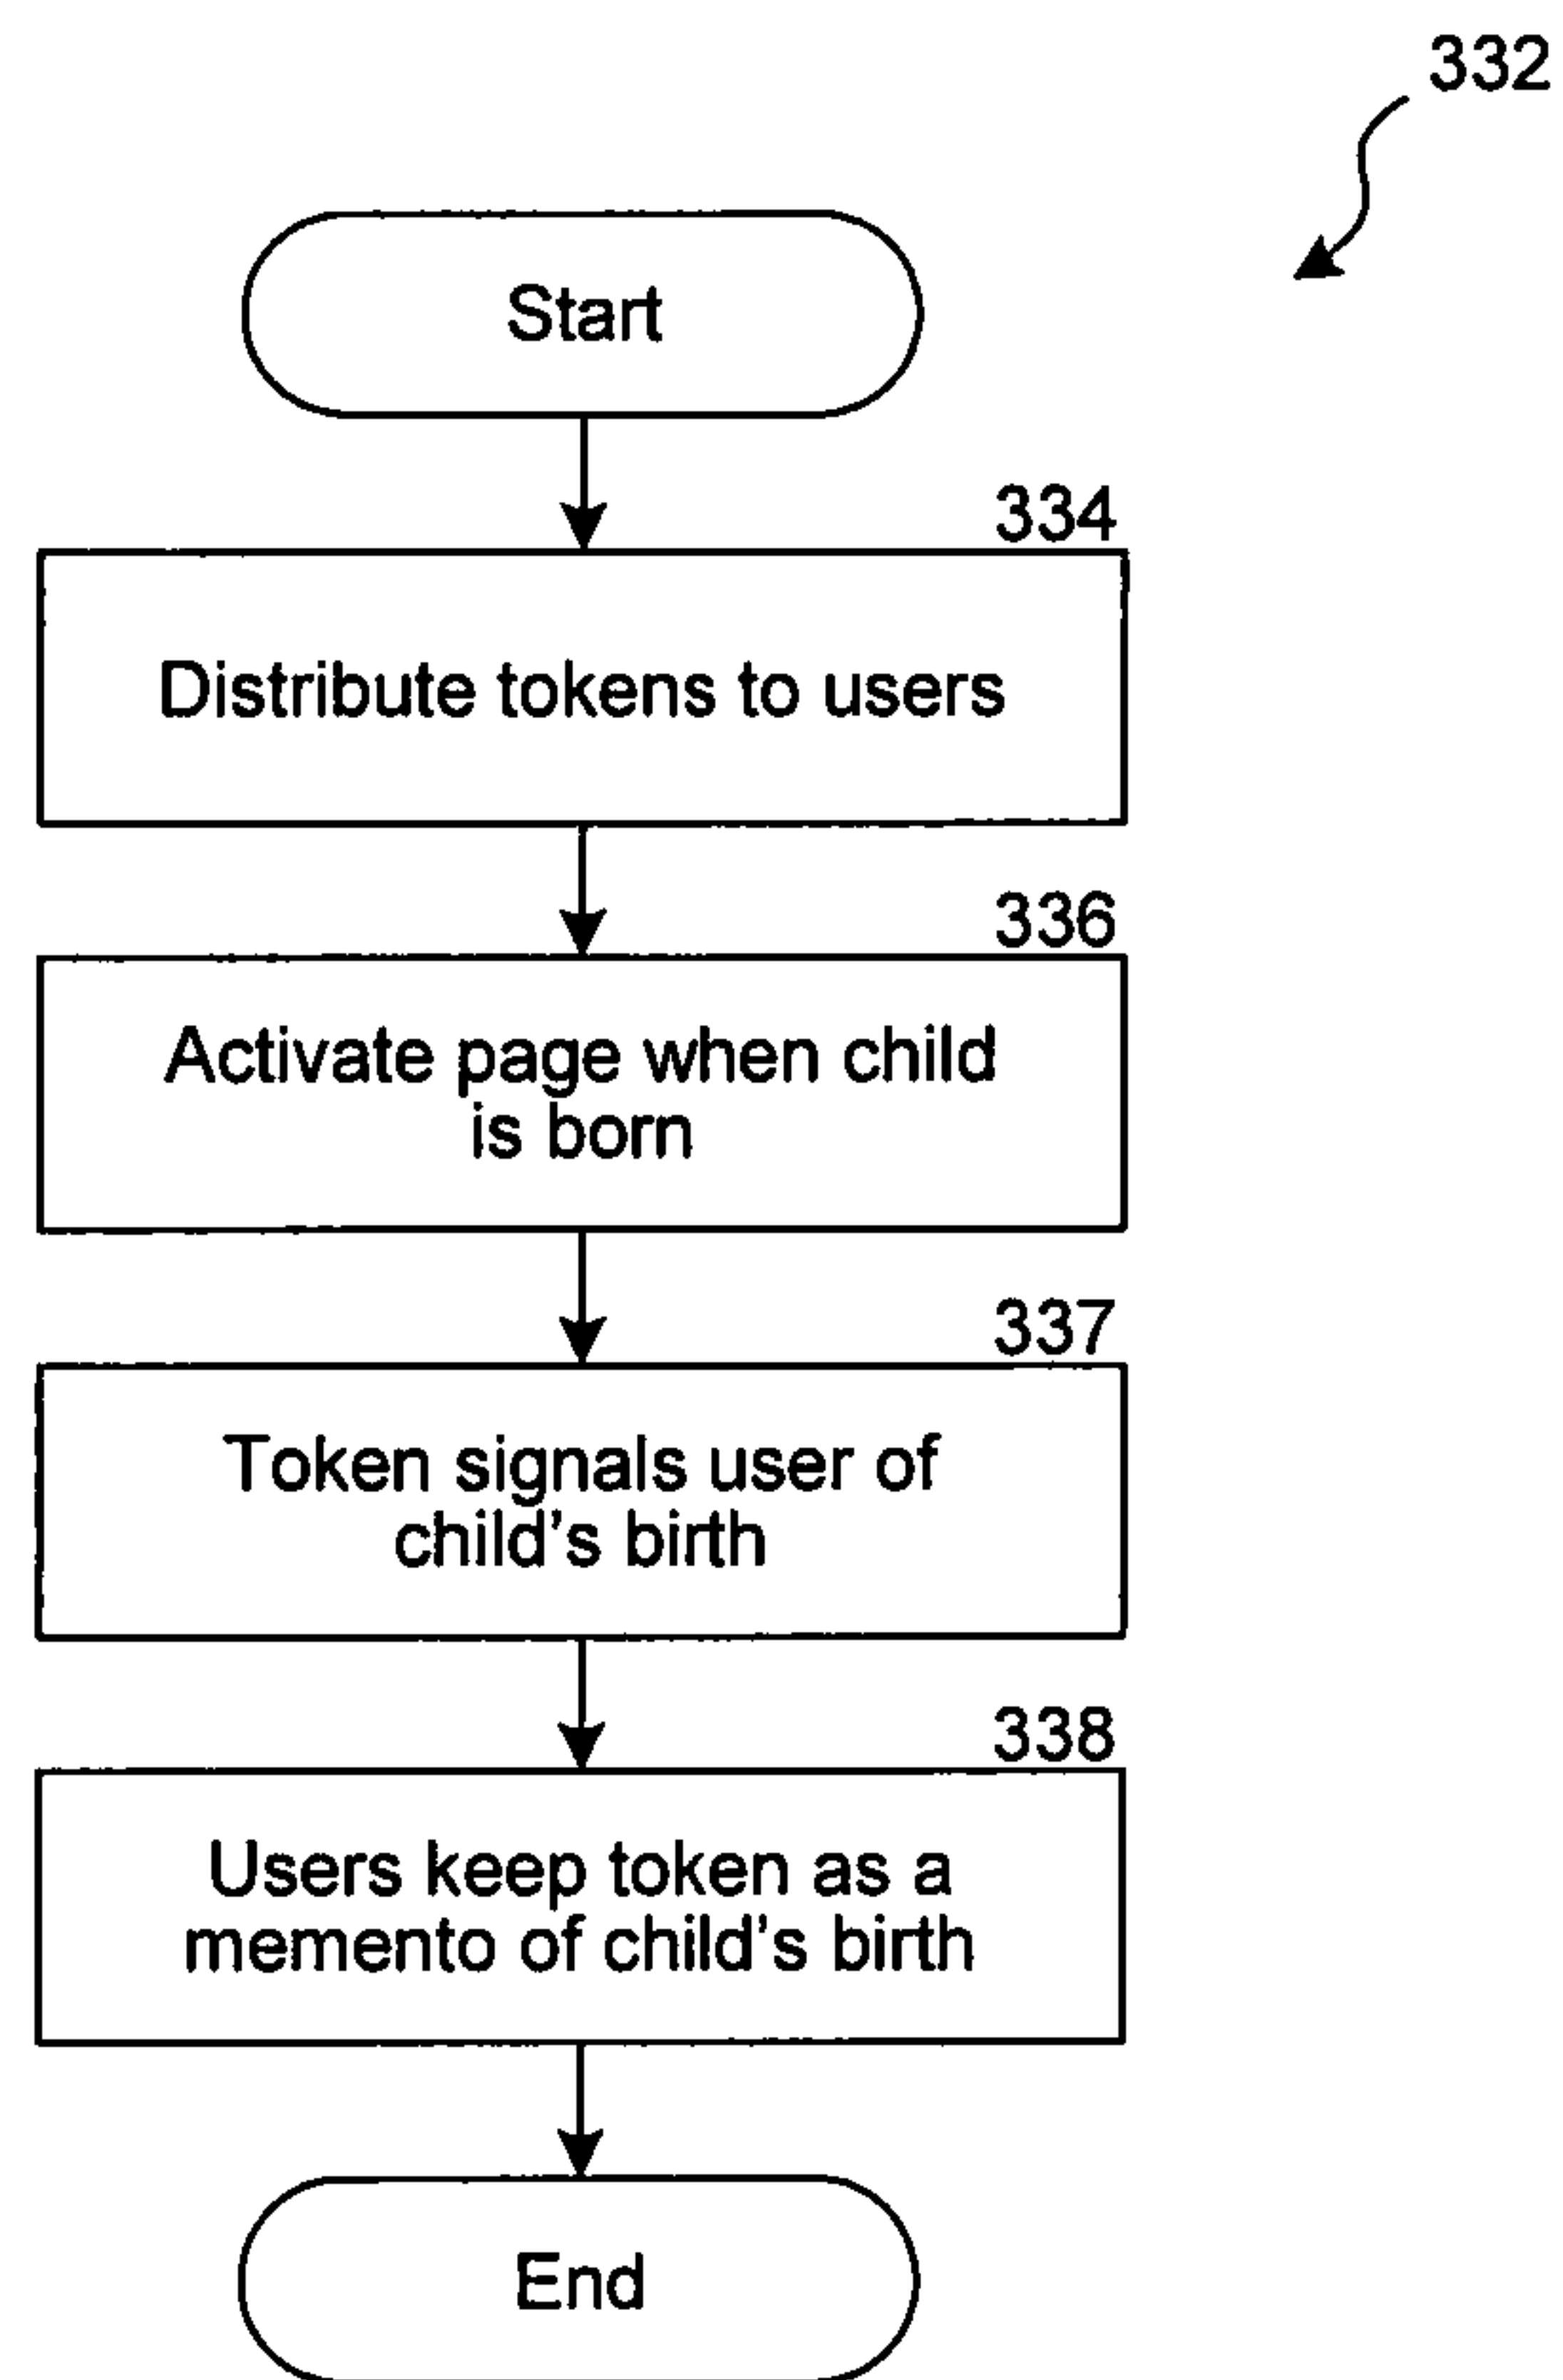 332
Start
334
Distribute tokens to users
336
Activate page when child
is born
337
Token signals user of
child's birth
338
Users keep token as a
memento of child's birth
End